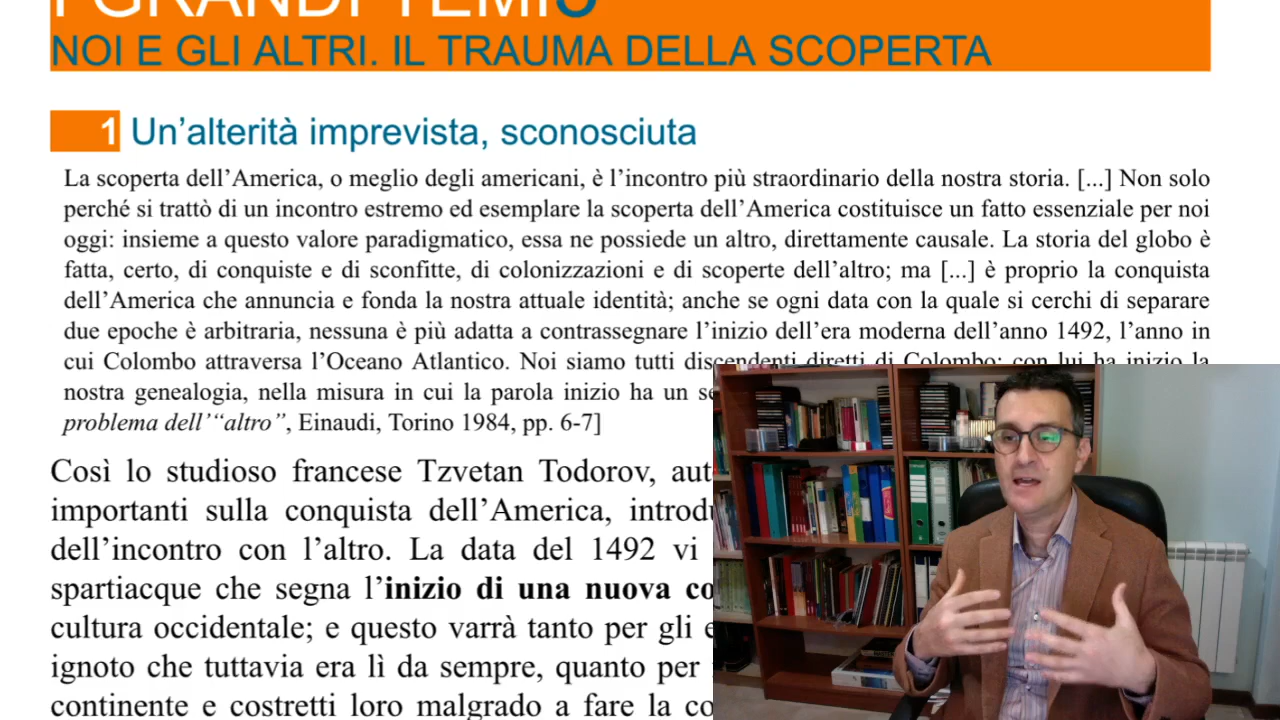 I GRANDI TEMI3
NOI E GLI ALTRI. IL TRAUMA DELLA SCOPERTA
1 Un’alterità imprevista, sconosciuta
La scoperta dell’America, o meglio degli americani, è l’incontro più straordinario della nostra storia. [...] Non solo
perché si trattò di un incontro estremo ed esemplare la scoperta dell’America costituisce un fatto essenziale per noi
oggi: insieme a questo valore paradigmatico, essa ne possiede un altro, direttamente causale. La storia del globo è
fatta, certo, di conquiste e di sconfitte, di colonizzazioni e di scoperte dell’altro; ma [...] è proprio la conquista
dell’America che annuncia e fonda la nostra attuale identità; anche se ogni data con la quale si cerchi di separare
due epoche è arbitraria, nessuna è più adatta a contrassegnare l’inizio dell’era moderna dell’anno 1492, l’anno in
cui Colombo attraversa l’Oceano Atlantico. Noi siamo tutti discendenti diretti di Colombo; con lui ha inizio la
nostra genealogia, nella misura in cui la parola inizio ha un
problema dell’“altro”, Einaudi, Torino 1984, pp. 6-7]
Così lo studioso francese Tzvetan Todorov,
importanti sulla conquista dell’America,
dell’incontro con l’altro. La data del 1492 vi
spartiacque che segna l’inizio di una nuova
cultura occidentale; e questo varrà tanto per gli
ignoto che tuttavia era lì da sempre, quanto per
continente e costretti loro malgrado a fare la